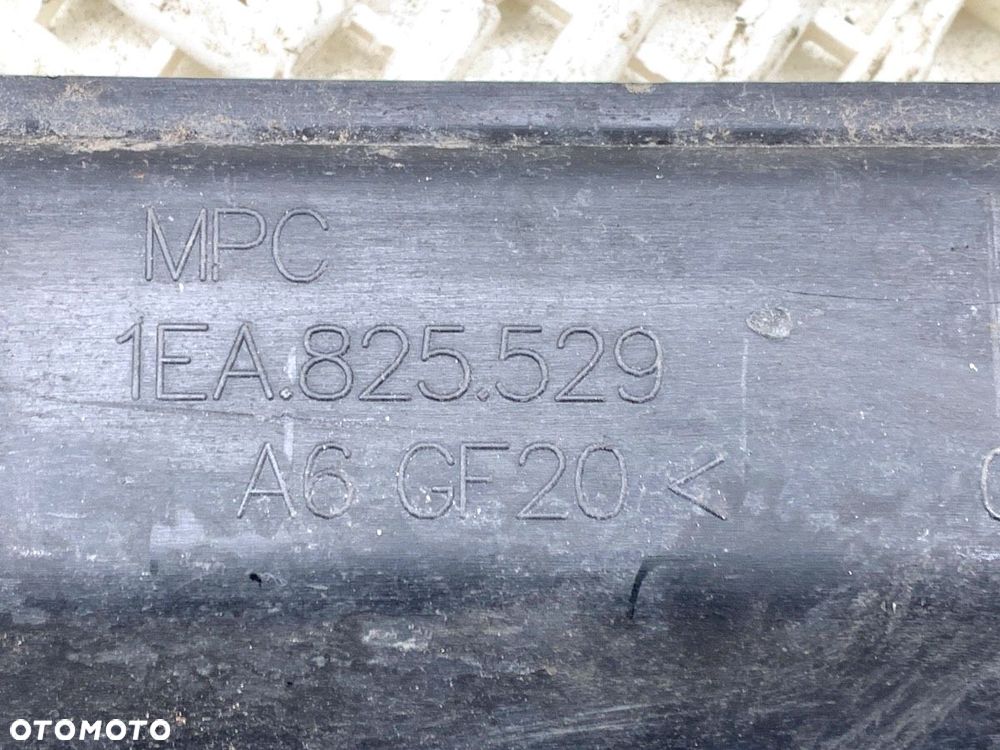 MPC
1EA.825.529
A6 GF20 <
OTOMOTO